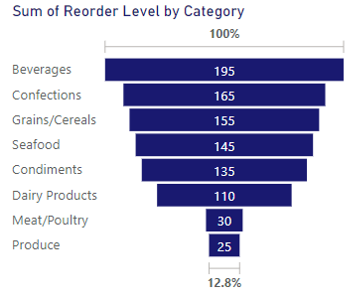 Sum of Reorder Level by Category
100%
Beverages 195
Confections 165
Grains/Cereals 155
Seafood 145
Condiments 135
Dairy Products 110
Meat/Poultry 30
Produce 25
12.8%